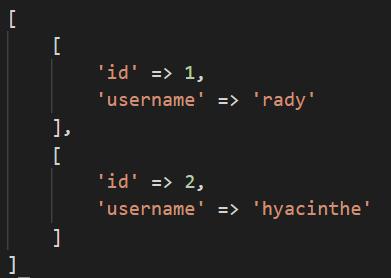 [
    [
        'id' => 1,
        'username' => 'rady'
    ],
    [
        'id' => 2,
        'username' => 'hyacinthe'
    ]
]